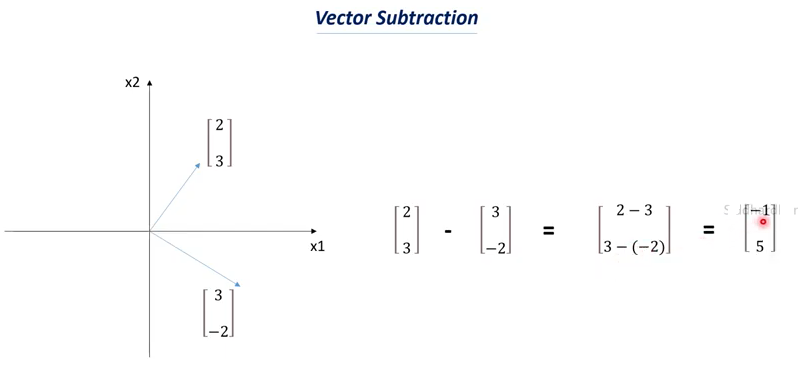 Vector Subtraction
x2
2
3
x1
3
−2
2
3
-
3
−2
=
2 − 3
3 − (−2)
=
−1
5